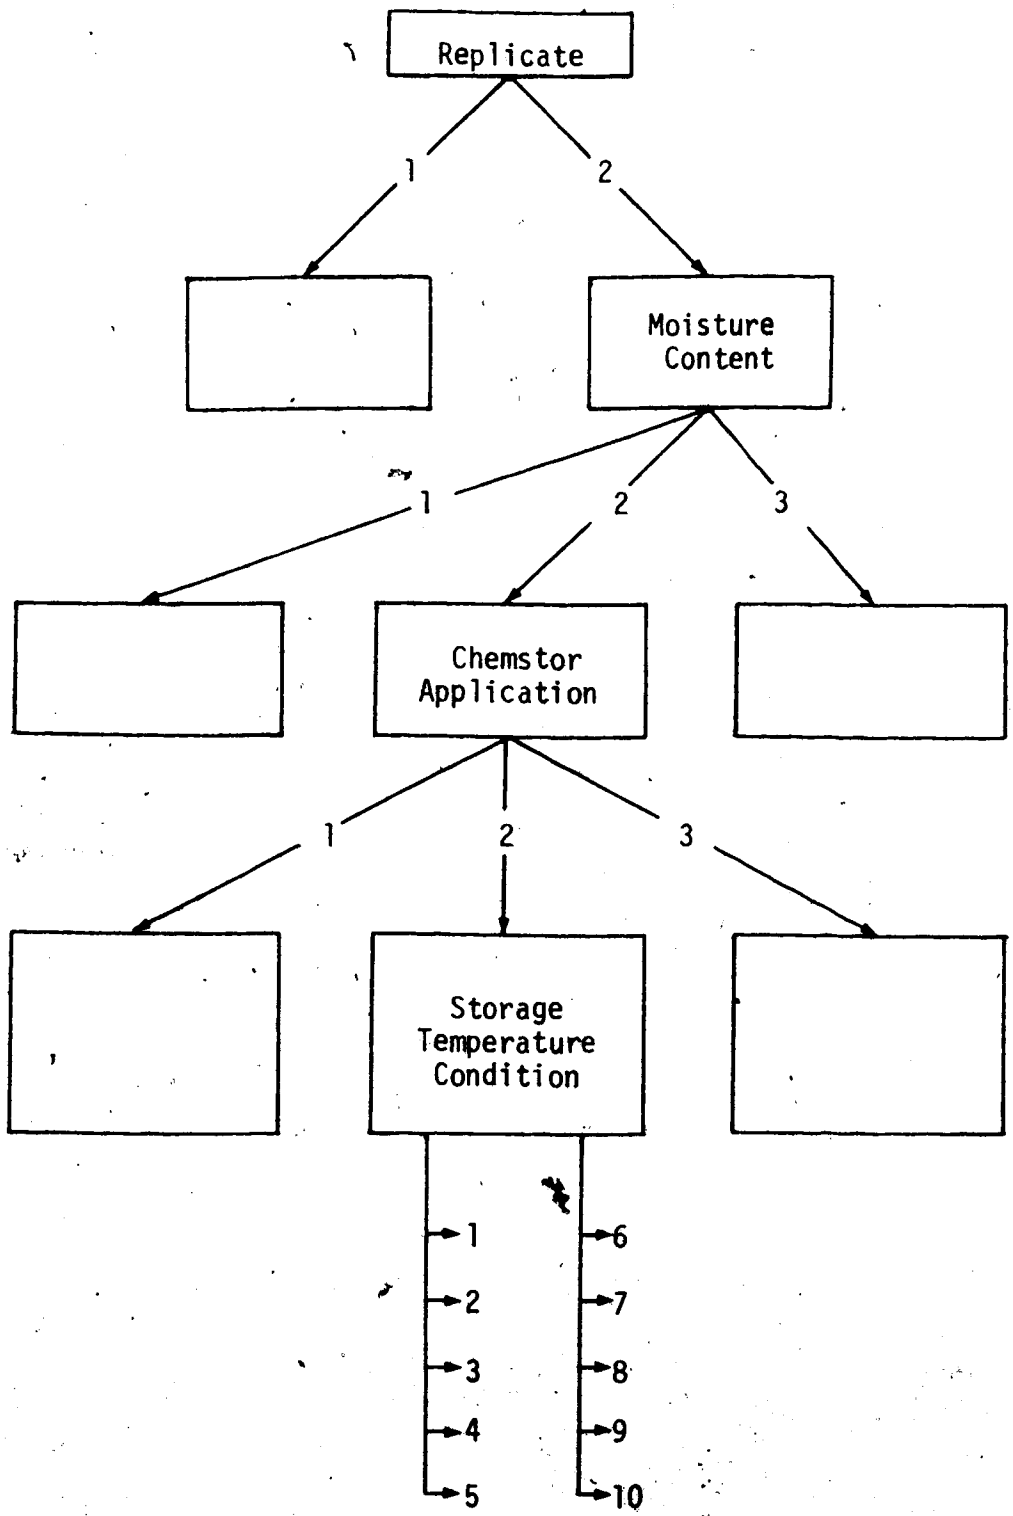 Replicate
1 2
Moisture
Content
1 2 3
Chemstor
Application
1 2 3
Storage
Temperature
Condition
1 6
2 7
3 8
4 9
5 10